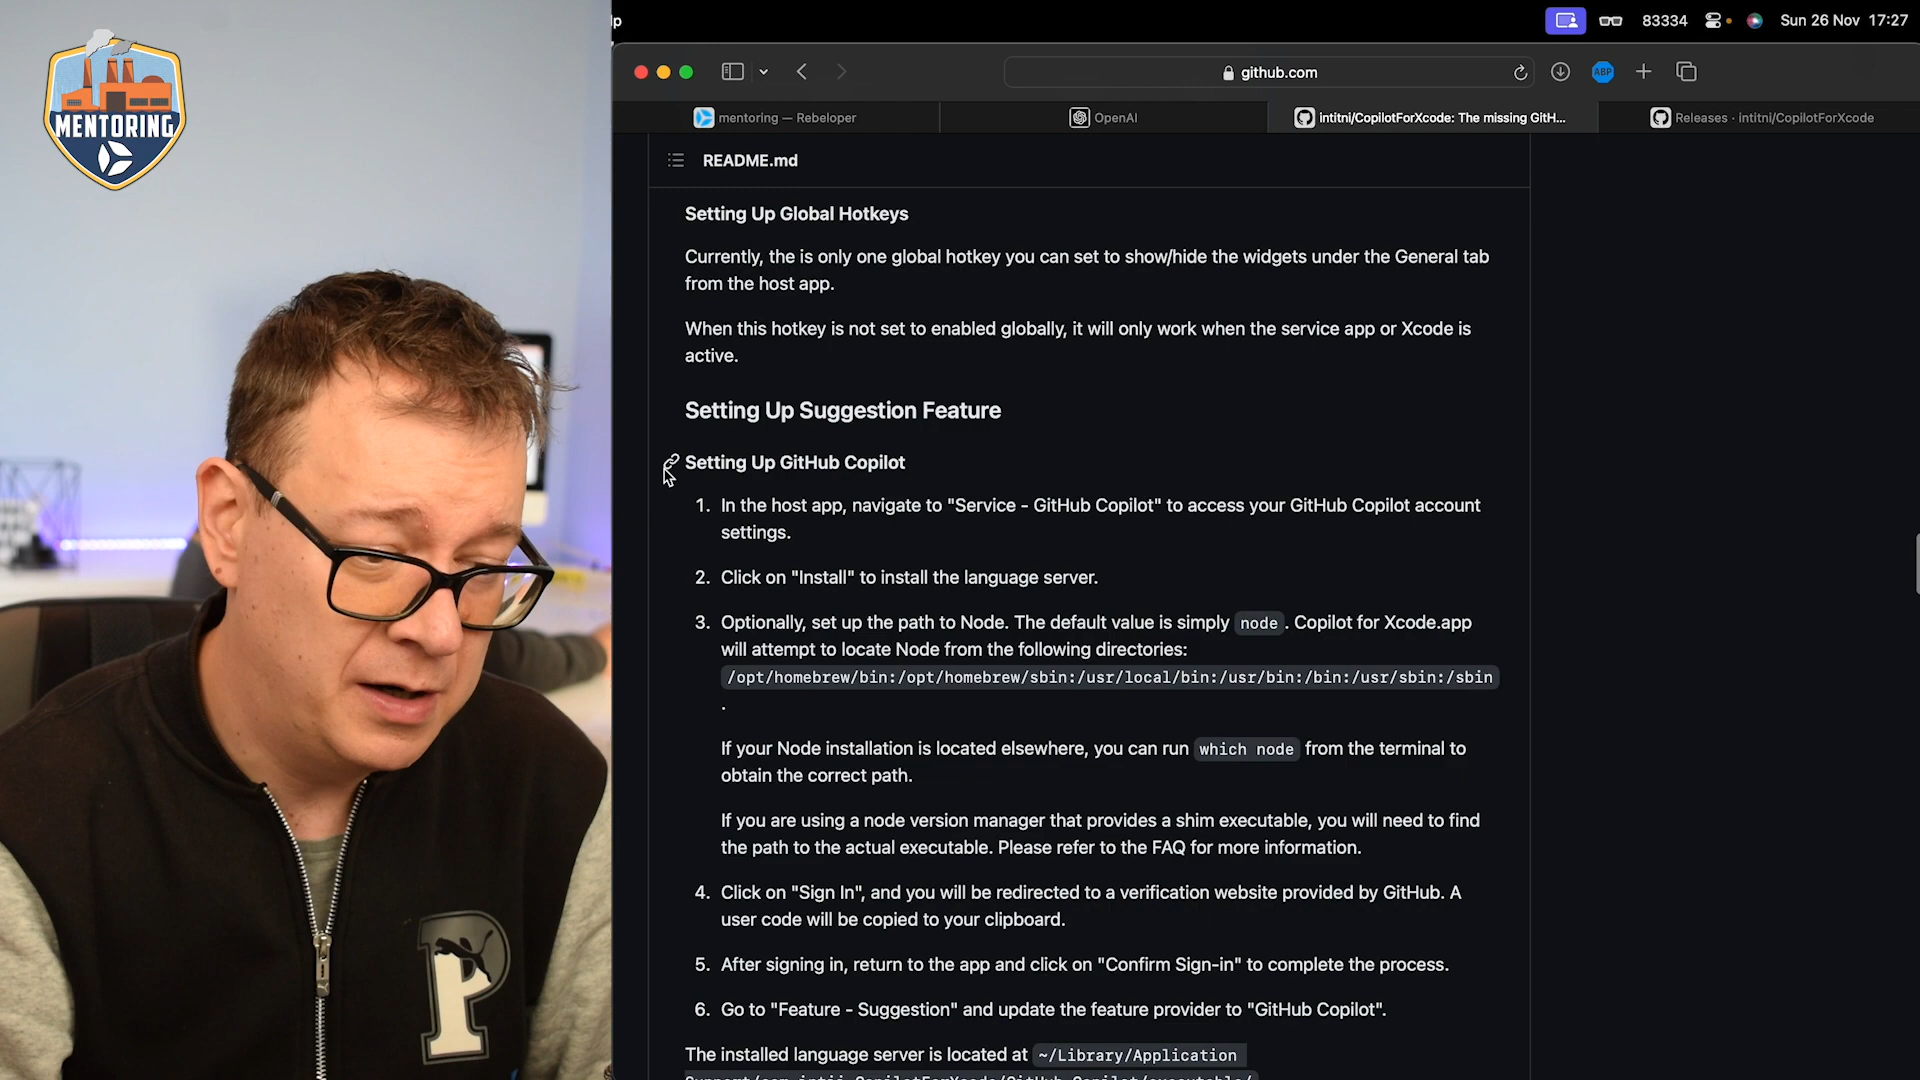 MENTORING
lp
83334
Sun 26 Nov 17:27
github.com
ABP
mentoring — Rebeloper
OpenAI
intitni/CopilotForXcode: The missing GitH...
Releases · intitni/CopilotForXcode
README.md
Setting Up Global Hotkeys
Currently, the is only one global hotkey you can set to show/hide the widgets under the General tab
from the host app.
When this hotkey is not set to enabled globally, it will only work when the service app or Xcode is
active.
Setting Up Suggestion Feature
Setting Up GitHub Copilot
1. In the host app, navigate to "Service - GitHub Copilot" to access your GitHub Copilot account
settings.
2. Click on "Install" to install the language server.
3. Optionally, set up the path to Node. The default value is simply node . Copilot for Xcode.app
will attempt to locate Node from the following directories:
/opt/homebrew/bin:/opt/homebrew/sbin:/usr/local/bin:/usr/bin:/bin:/usr/sbin:/sbin
.
If your Node installation is located elsewhere, you can run which node from the terminal to
obtain the correct path.
If you are using a node version manager that provides a shim executable, you will need to find
the path to the actual executable. Please refer to the FAQ for more information.
4. Click on "Sign In", and you will be redirected to a verification website provided by GitHub. A
user code will be copied to your clipboard.
5. After signing in, return to the app and click on "Confirm Sign-in" to complete the process.
6. Go to "Feature - Suggestion" and update the feature provider to "GitHub Copilot".
The installed language server is located at ~/Library/Application
P